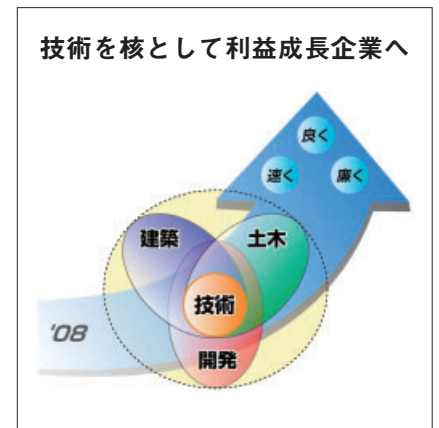 技術を核として利益成長企業へ
良く
速く
廉く
建築
土木
技術
'08
開発